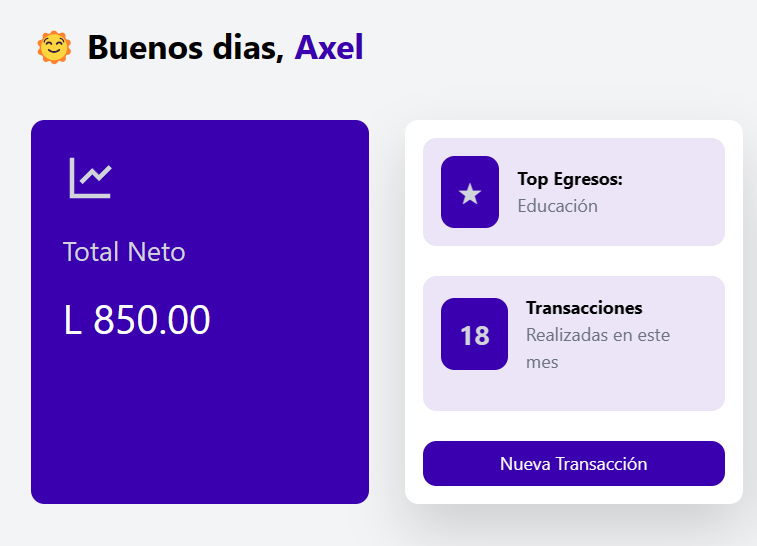 Buenos dias, Axel
Total Neto
L 850.00
Top Egresos:
Educación
18
Transacciones
Realizadas en este
mes
Nueva Transacción